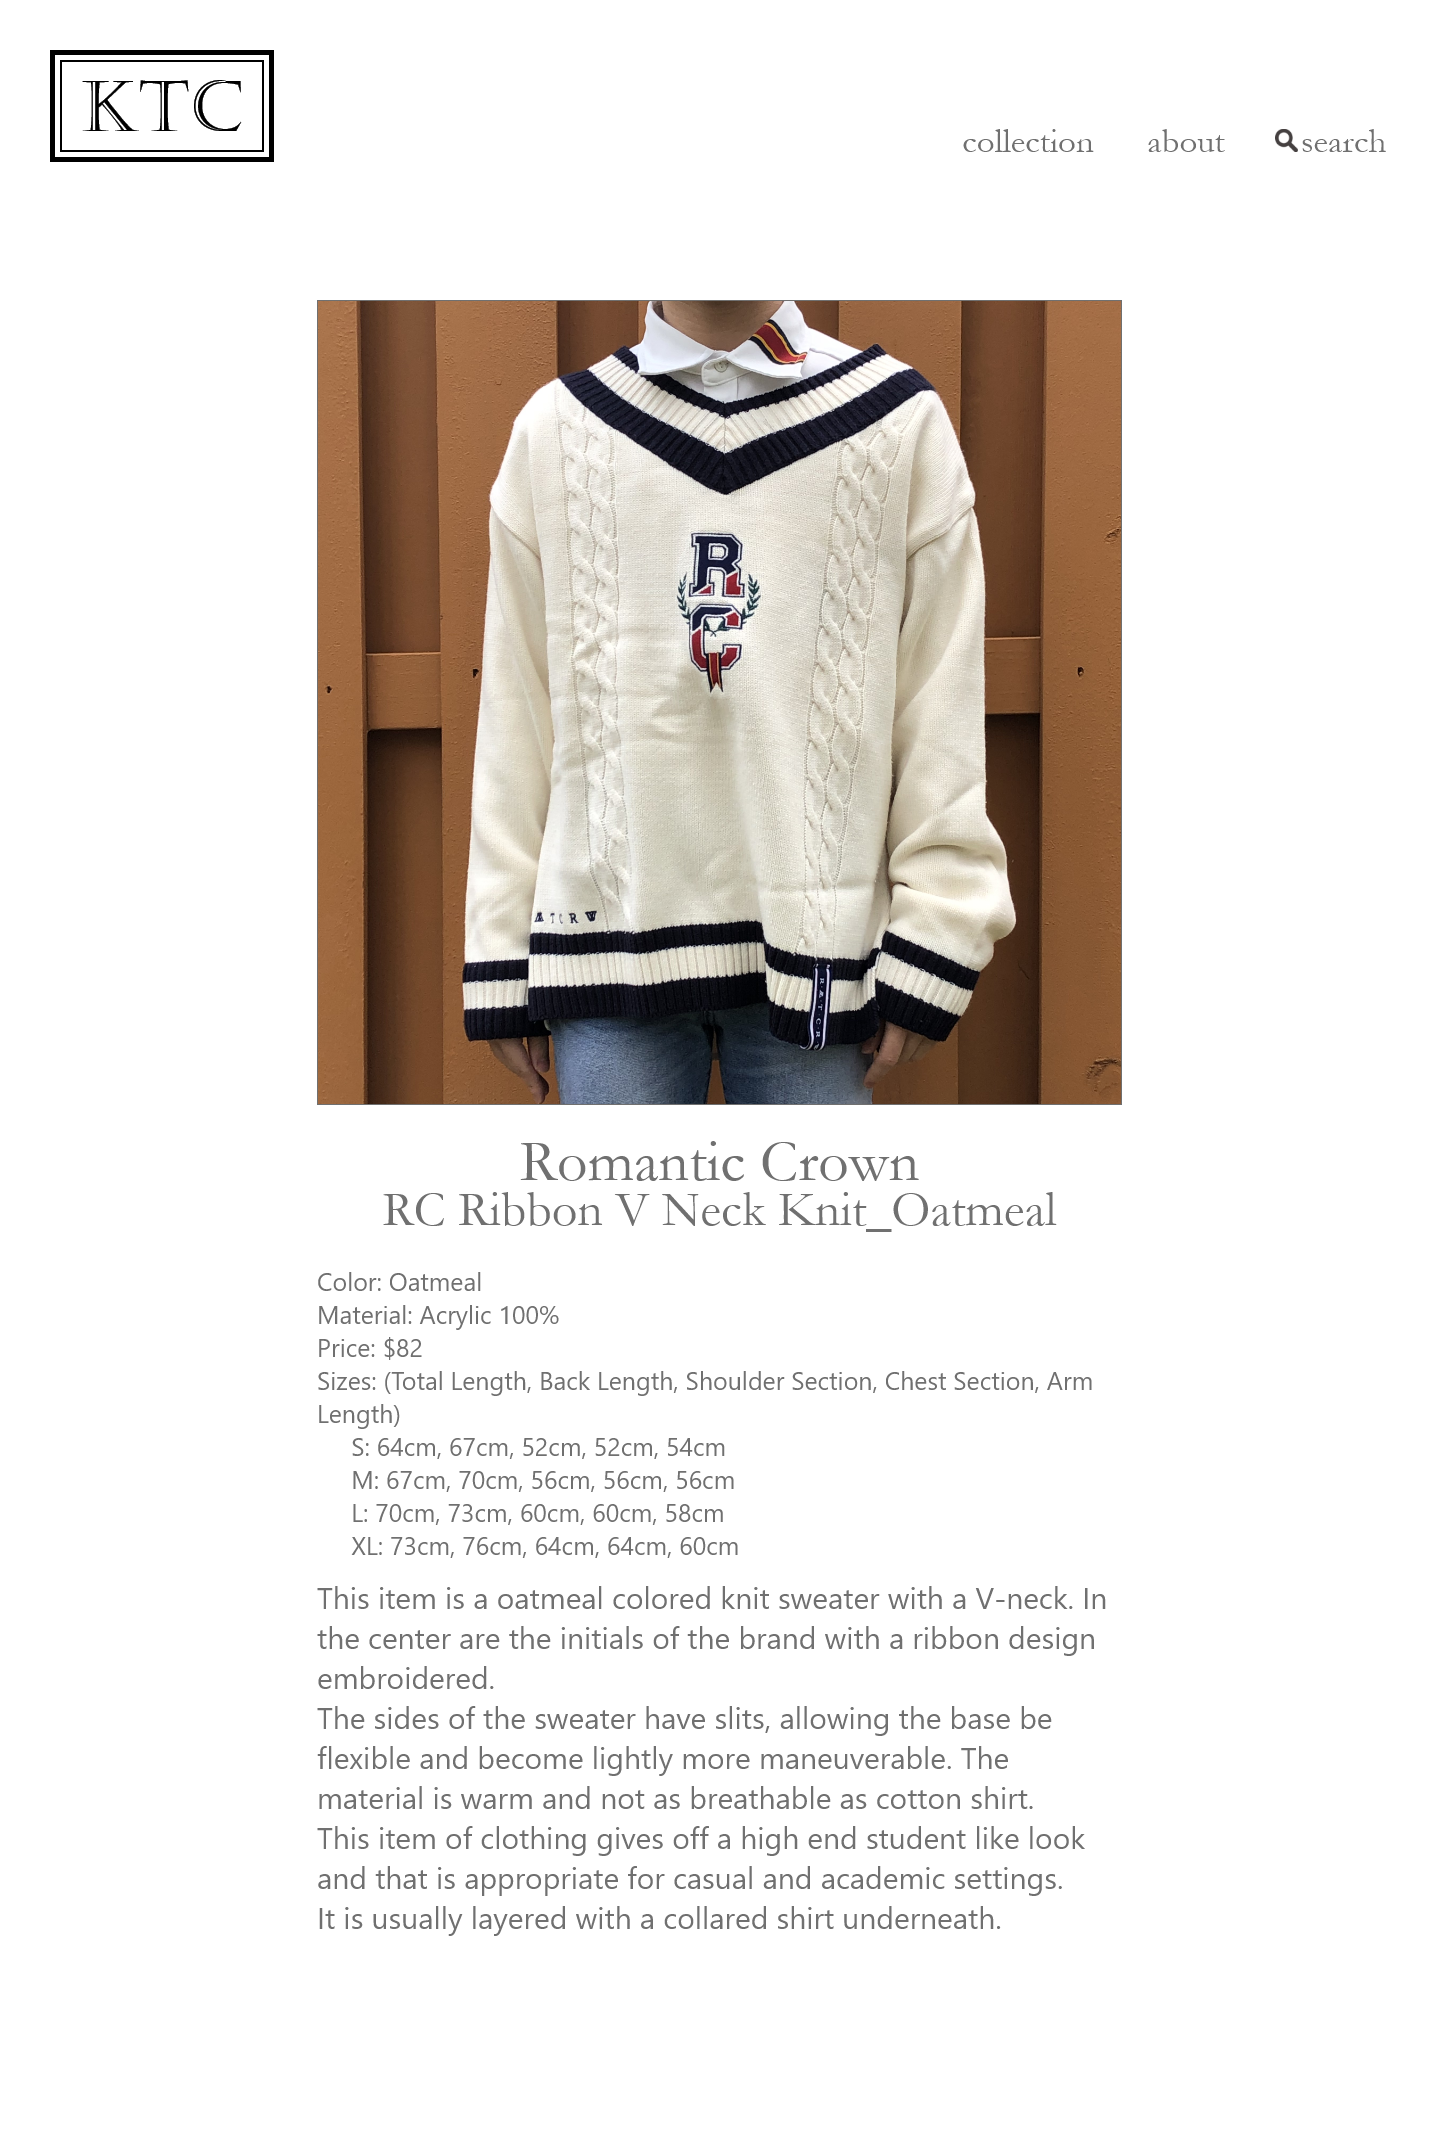 KTC
collection about search
R
C
A T C R W
R · A · T · C · R
Romantic Crown
RC Ribbon V Neck Knit_Oatmeal
Color: Oatmeal
Material: Acrylic 100%
Price: $82
Sizes: (Total Length, Back Length, Shoulder Section, Chest Section, Arm
Length)
S: 64cm, 67cm, 52cm, 52cm, 54cm
M: 67cm, 70cm, 56cm, 56cm, 56cm
L: 70cm, 73cm, 60cm, 60cm, 58cm
XL: 73cm, 76cm, 64cm, 64cm, 60cm
This item is a oatmeal colored knit sweater with a V-neck. In
the center are the initials of the brand with a ribbon design
embroidered.
The sides of the sweater have slits, allowing the base be
flexible and become lightly more maneuverable. The
material is warm and not as breathable as cotton shirt.
This item of clothing gives off a high end student like look
and that is appropriate for casual and academic settings.
It is usually layered with a collared shirt underneath.